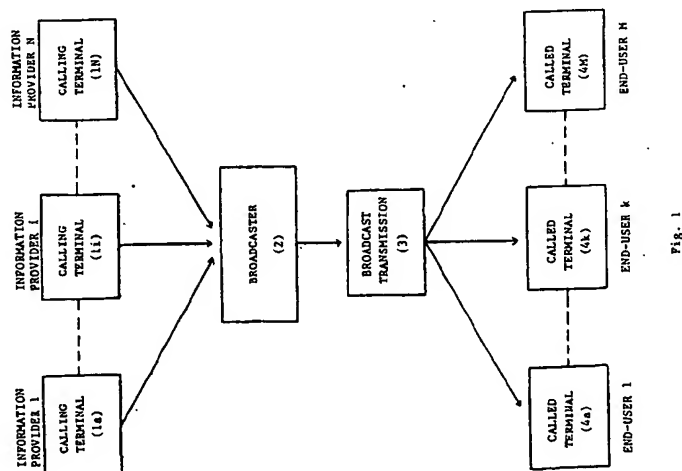 INFORMATION
PROVIDER 1
INFORMATION
PROVIDER i
INFORMATION
PROVIDER N
CALLING
TERMINAL
(1a)
CALLING
TERMINAL
(1i)
CALLING
TERMINAL
(1N)
BROADCASTER
(2)
BROADCAST
TRANSMISSION
(3)
CALLED
TERMINAL
(4a)
CALLED
TERMINAL
(4k)
CALLED
TERMINAL
(4M)
END-USER 1
END-USER k
END-USER M
Fig. 1